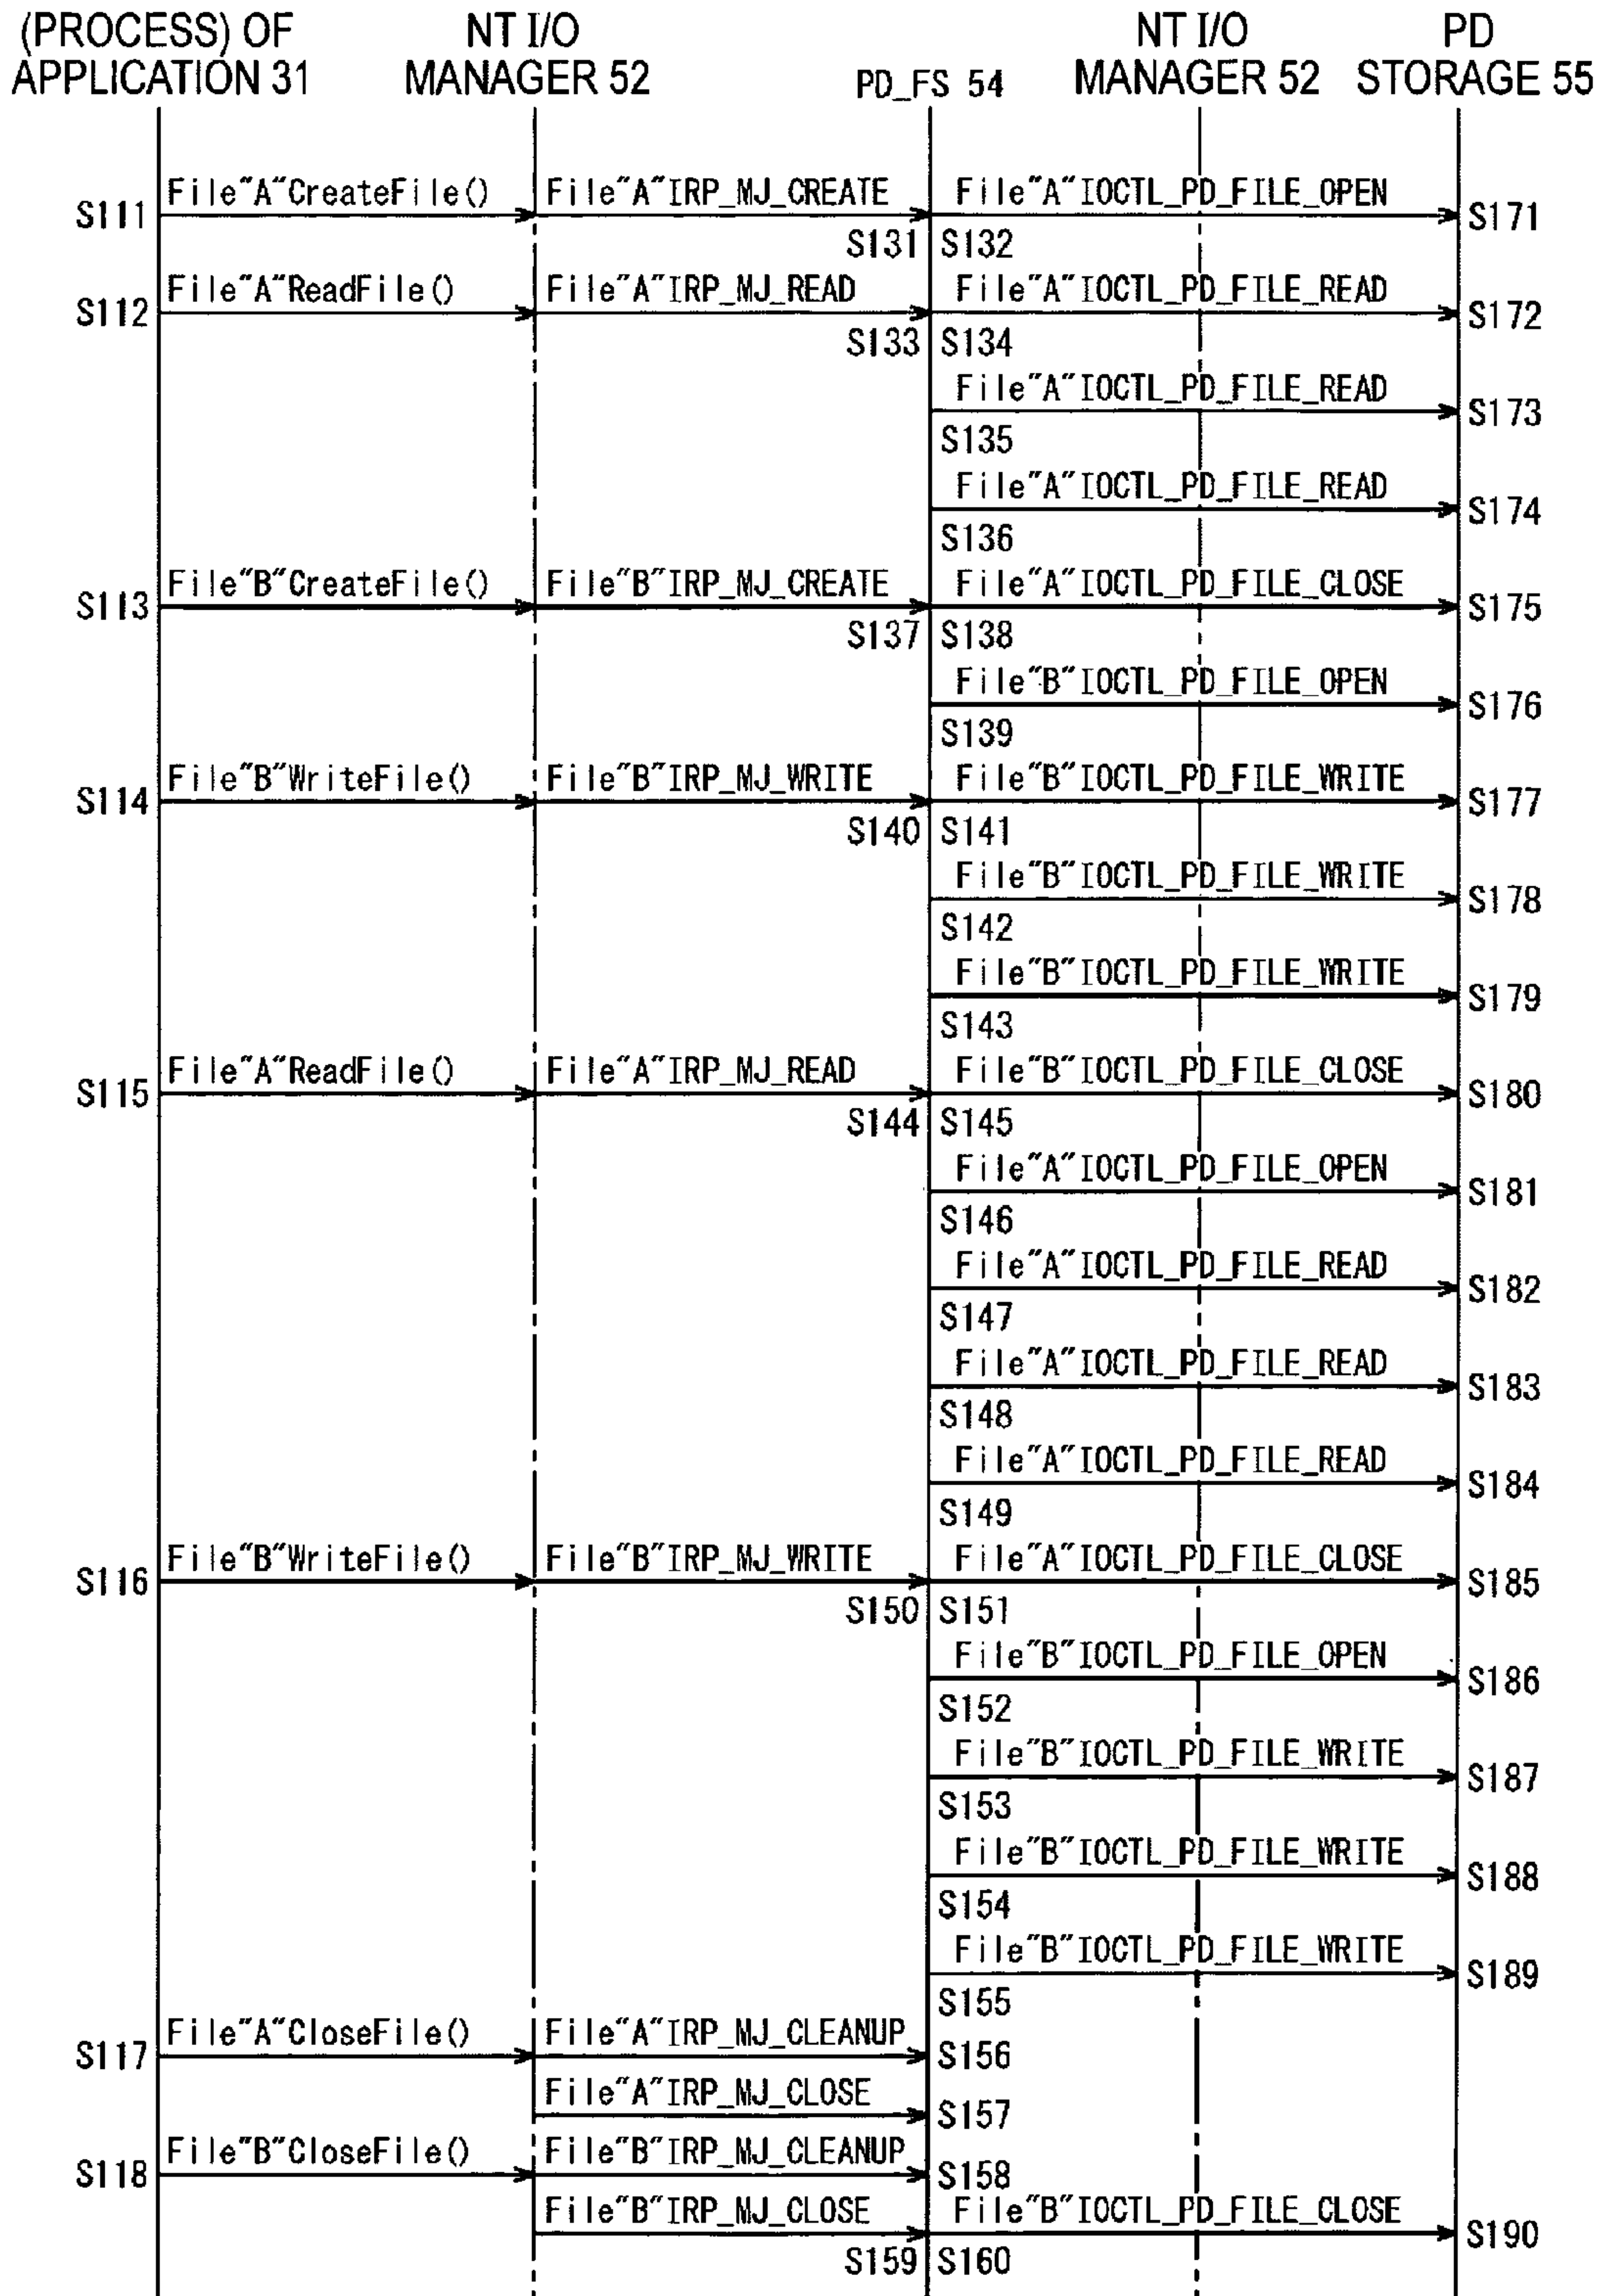 (PROCESS) OF APPLICATION 31
NT I/O MANAGER 52
PD_FS 54
NT I/O MANAGER 52
PD STORAGE 55
S111 File"A"CreateFile() File"A"IRP_MJ_CREATE File"A"IOCTL_PD_FILE_OPEN S171
S131 S132
S112 File"A"ReadFile() File"A"IRP_MJ_READ File"A"IOCTL_PD_FILE_READ S172
S133 S134
File"A"IOCTL_PD_FILE_READ S173
S135
File"A"IOCTL_PD_FILE_READ S174
S136
S113 File"B"CreateFile() File"B"IRP_MJ_CREATE File"A"IOCTL_PD_FILE_CLOSE S175
S137 S138
File"B"IOCTL_PD_FILE_OPEN S176
S139
S114 File"B"WriteFile() File"B"IRP_MJ_WRITE File"B"IOCTL_PD_FILE_WRITE S177
S140 S141
File"B"IOCTL_PD_FILE_WRITE S178
S142
File"B"IOCTL_PD_FILE_WRITE S179
S143
S115 File"A"ReadFile() File"A"IRP_MJ_READ File"B"IOCTL_PD_FILE_CLOSE S180
S144 S145
File"A"IOCTL_PD_FILE_OPEN S181
S146
File"A"IOCTL_PD_FILE_READ S182
S147
File"A"IOCTL_PD_FILE_READ S183
S148
File"A"IOCTL_PD_FILE_READ S184
S149
S116 File"B"WriteFile() File"B"IRP_MJ_WRITE File"A"IOCTL_PD_FILE_CLOSE S185
S150 S151
File"B"IOCTL_PD_FILE_OPEN S186
S152
File"B"IOCTL_PD_FILE_WRITE S187
S153
File"B"IOCTL_PD_FILE_WRITE S188
S154
File"B"IOCTL_PD_FILE_WRITE S189
S155
S117 File"A"CloseFile() File"A"IRP_MJ_CLEANUP S156
File"A"IRP_MJ_CLOSE S157
S118 File"B"CloseFile() File"B"IRP_MJ_CLEANUP S158
File"B"IRP_MJ_CLOSE File"B"IOCTL_PD_FILE_CLOSE S190
S159 S160